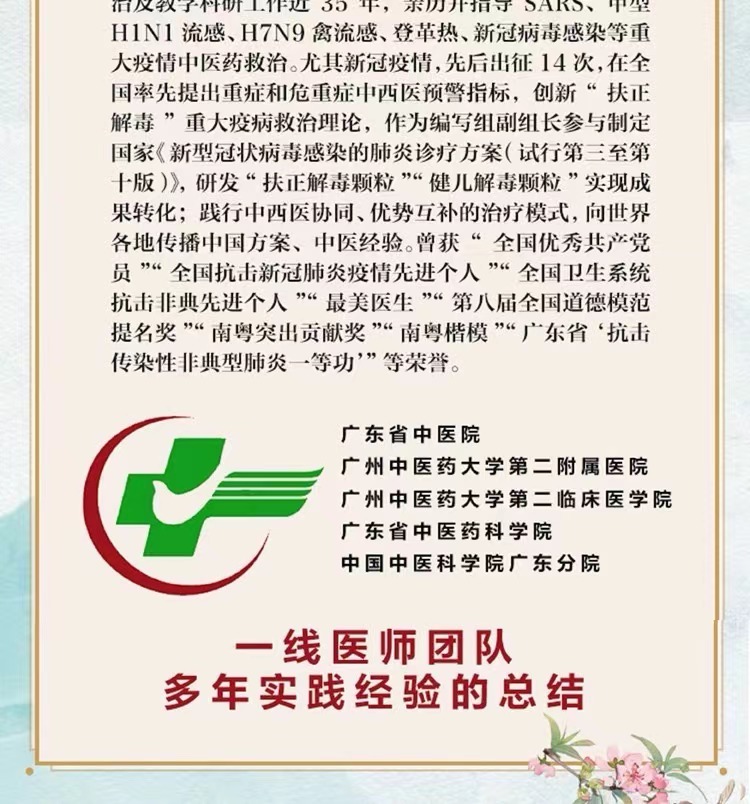 治及教学科研工作近 35 年，亲历并指导 SARS、甲型
H1N1 流感、H7N9 禽流感、登革热、新冠病毒感染等重
大疫情中医药救治。尤其新冠疫情，先后出征 14 次，在全
国率先提出重症和危重症中西医预警指标，创新“扶正
解毒”重大疫病救治理论，作为编写组副组长参与制定
国家《新型冠状病毒感染的肺炎诊疗方案（试行第三至第
十版）》，研发“扶正解毒颗粒”“健儿解毒颗粒”实现成
果转化；践行中西医协同、优势互补的治疗模式，向世界
各地传播中国方案、中医经验。曾获“全国优秀共产党
员”“全国抗击新冠肺炎疫情先进个人”“全国卫生系统
抗击非典先进个人”“最美医生”“第八届全国道德模范
提名奖”“南粤突出贡献奖”“南粤楷模”“广东省‘抗击
传染性非典型肺炎一等功’”等荣誉。
广东省中医院
广州中医药大学第二附属医院
广州中医药大学第二临床医学院
广东省中医药科学院
中国中医科学院广东分院
一线医师团队
多年实践经验的总结